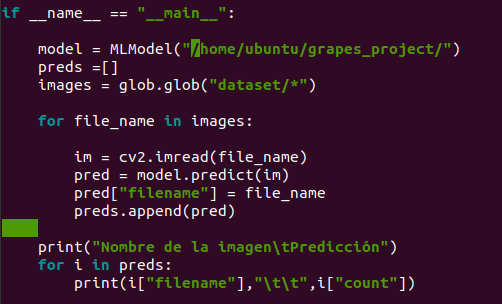 if __name__ == "__main__":
    model = MLModel("/home/ubuntu/grapes_project/")
    preds =[]
    images = glob.glob("dataset/*")
    for file_name in images:
        im = cv2.imread(file_name)
        pred = model.predict(im)
        pred["filename"] = file_name
        preds.append(pred)
    print("Nombre de la imagen\tPredicción")
    for i in preds:
        print(i["filename"],"\t\t",i["count"])